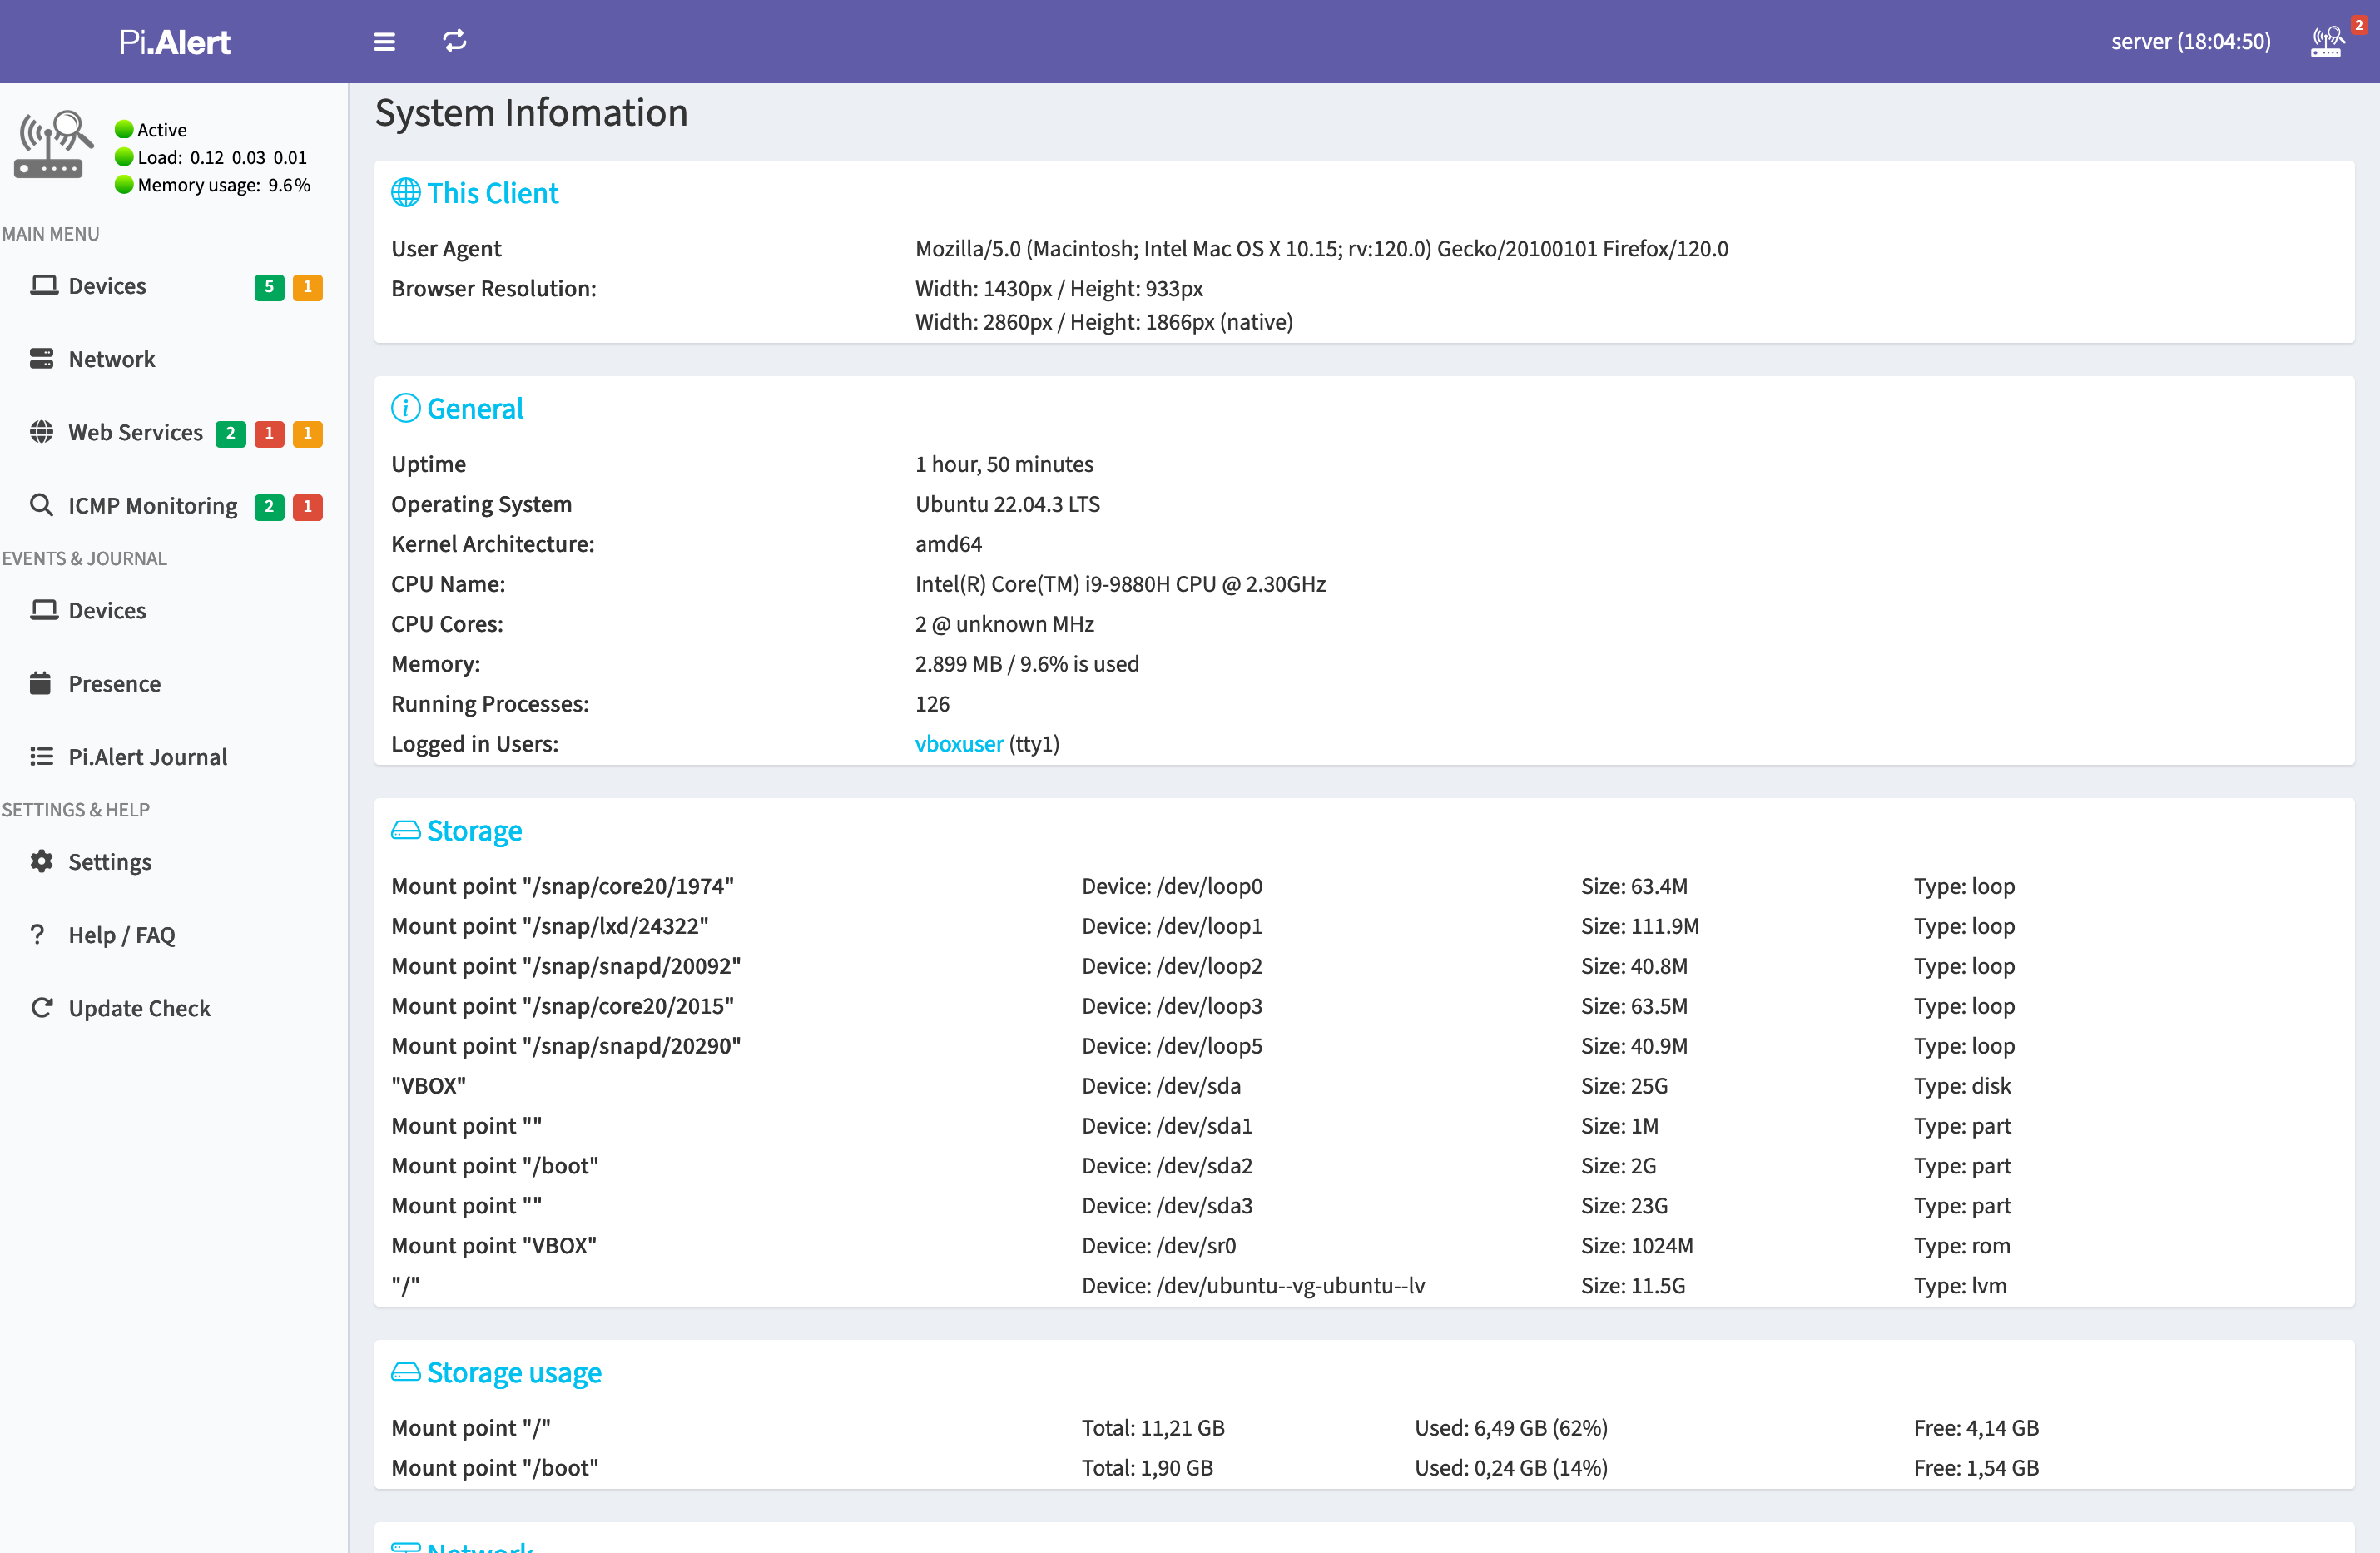 Pi.Alert
server (18:04:50)
2
Active
Load: 0.12 0.03 0.01
Memory usage: 9.6%
MAIN MENU
Devices 5 1
Network
Web Services 2 1 1
ICMP Monitoring 2 1
EVENTS & JOURNAL
Devices
Presence
Pi.Alert Journal
SETTINGS & HELP
Settings
? Help / FAQ
Update Check
System Infomation
This Client
User Agent Mozilla/5.0 (Macintosh; Intel Mac OS X 10.15; rv:120.0) Gecko/20100101 Firefox/120.0
Browser Resolution: Width: 1430px / Height: 933px
Width: 2860px / Height: 1866px (native)
General
Uptime 1 hour, 50 minutes
Operating System Ubuntu 22.04.3 LTS
Kernel Architecture: amd64
CPU Name: Intel(R) Core(TM) i9-9880H CPU @ 2.30GHz
CPU Cores: 2 @ unknown MHz
Memory: 2.899 MB / 9.6% is used
Running Processes: 126
Logged in Users: vboxuser (tty1)
Storage
Mount point "/snap/core20/1974" Device: /dev/loop0 Size: 63.4M Type: loop
Mount point "/snap/lxd/24322" Device: /dev/loop1 Size: 111.9M Type: loop
Mount point "/snap/snapd/20092" Device: /dev/loop2 Size: 40.8M Type: loop
Mount point "/snap/core20/2015" Device: /dev/loop3 Size: 63.5M Type: loop
Mount point "/snap/snapd/20290" Device: /dev/loop5 Size: 40.9M Type: loop
"VBOX" Device: /dev/sda Size: 25G Type: disk
Mount point "" Device: /dev/sda1 Size: 1M Type: part
Mount point "/boot" Device: /dev/sda2 Size: 2G Type: part
Mount point "" Device: /dev/sda3 Size: 23G Type: part
Mount point "VBOX" Device: /dev/sr0 Size: 1024M Type: rom
"/" Device: /dev/ubuntu--vg-ubuntu--lv Size: 11.5G Type: lvm
Storage usage
Mount point "/" Total: 11,21 GB Used: 6,49 GB (62%) Free: 4,14 GB
Mount point "/boot" Total: 1,90 GB Used: 0,24 GB (14%) Free: 1,54 GB
Network